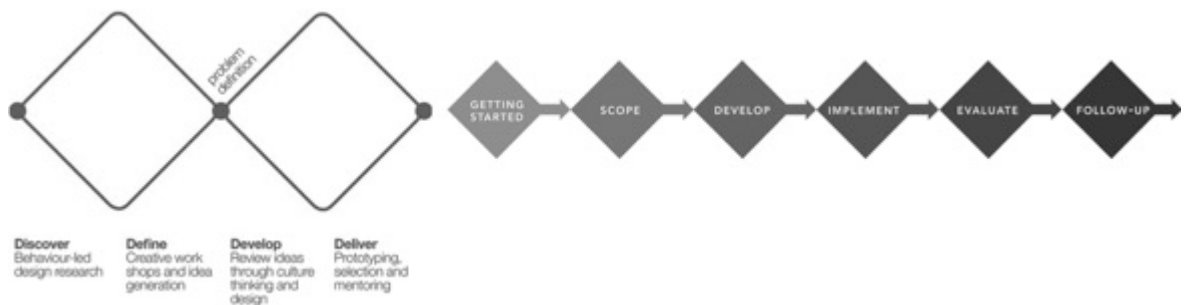 problem
definition
GETTING
STARTED
SCOPE
DEVELOP
IMPLEMENT
EVALUATE
FOLLOW-UP
Discover
Behaviour-led
design research
Define
Creative work
shops and idea
generation
Develop
Review ideas
through culture
thinking and
design
Deliver
Prototyping,
selection and
mentoring